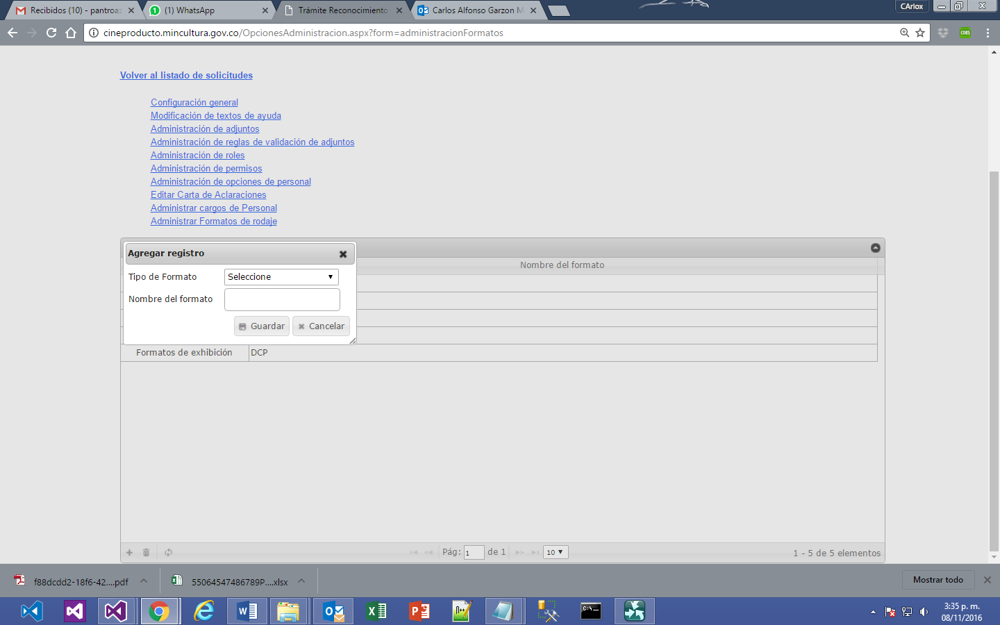 Recibidos (10) - pantroaz
(1) WhatsApp
Trámite Reconocimiento
Carlos Alfonso Garzon M
CArlox
cineproducto.mincultura.gov.co/OpcionesAdministracion.aspx?form=administracionFormatos
CORS
Volver al listado de solicitudes
Configuración general
Modificación de textos de ayuda
Administración de adjuntos
Administración de reglas de validación de adjuntos
Administración de roles
Administración de permisos
Administración de opciones de personal
Editar Carta de Aclaraciones
Administrar cargos de Personal
Administrar Formatos de rodaje
Agregar registro
Nombre del formato
Tipo de Formato
Seleccione
Nombre del formato
Guardar
Cancelar
Formatos de exhibición
DCP
Pág: 1 de 1
10
1 - 5 de 5 elementos
f88dcdd2-18f6-42....pdf
55064547486789P....xlsx
Mostrar todo
3:35 p. m.
08/11/2016